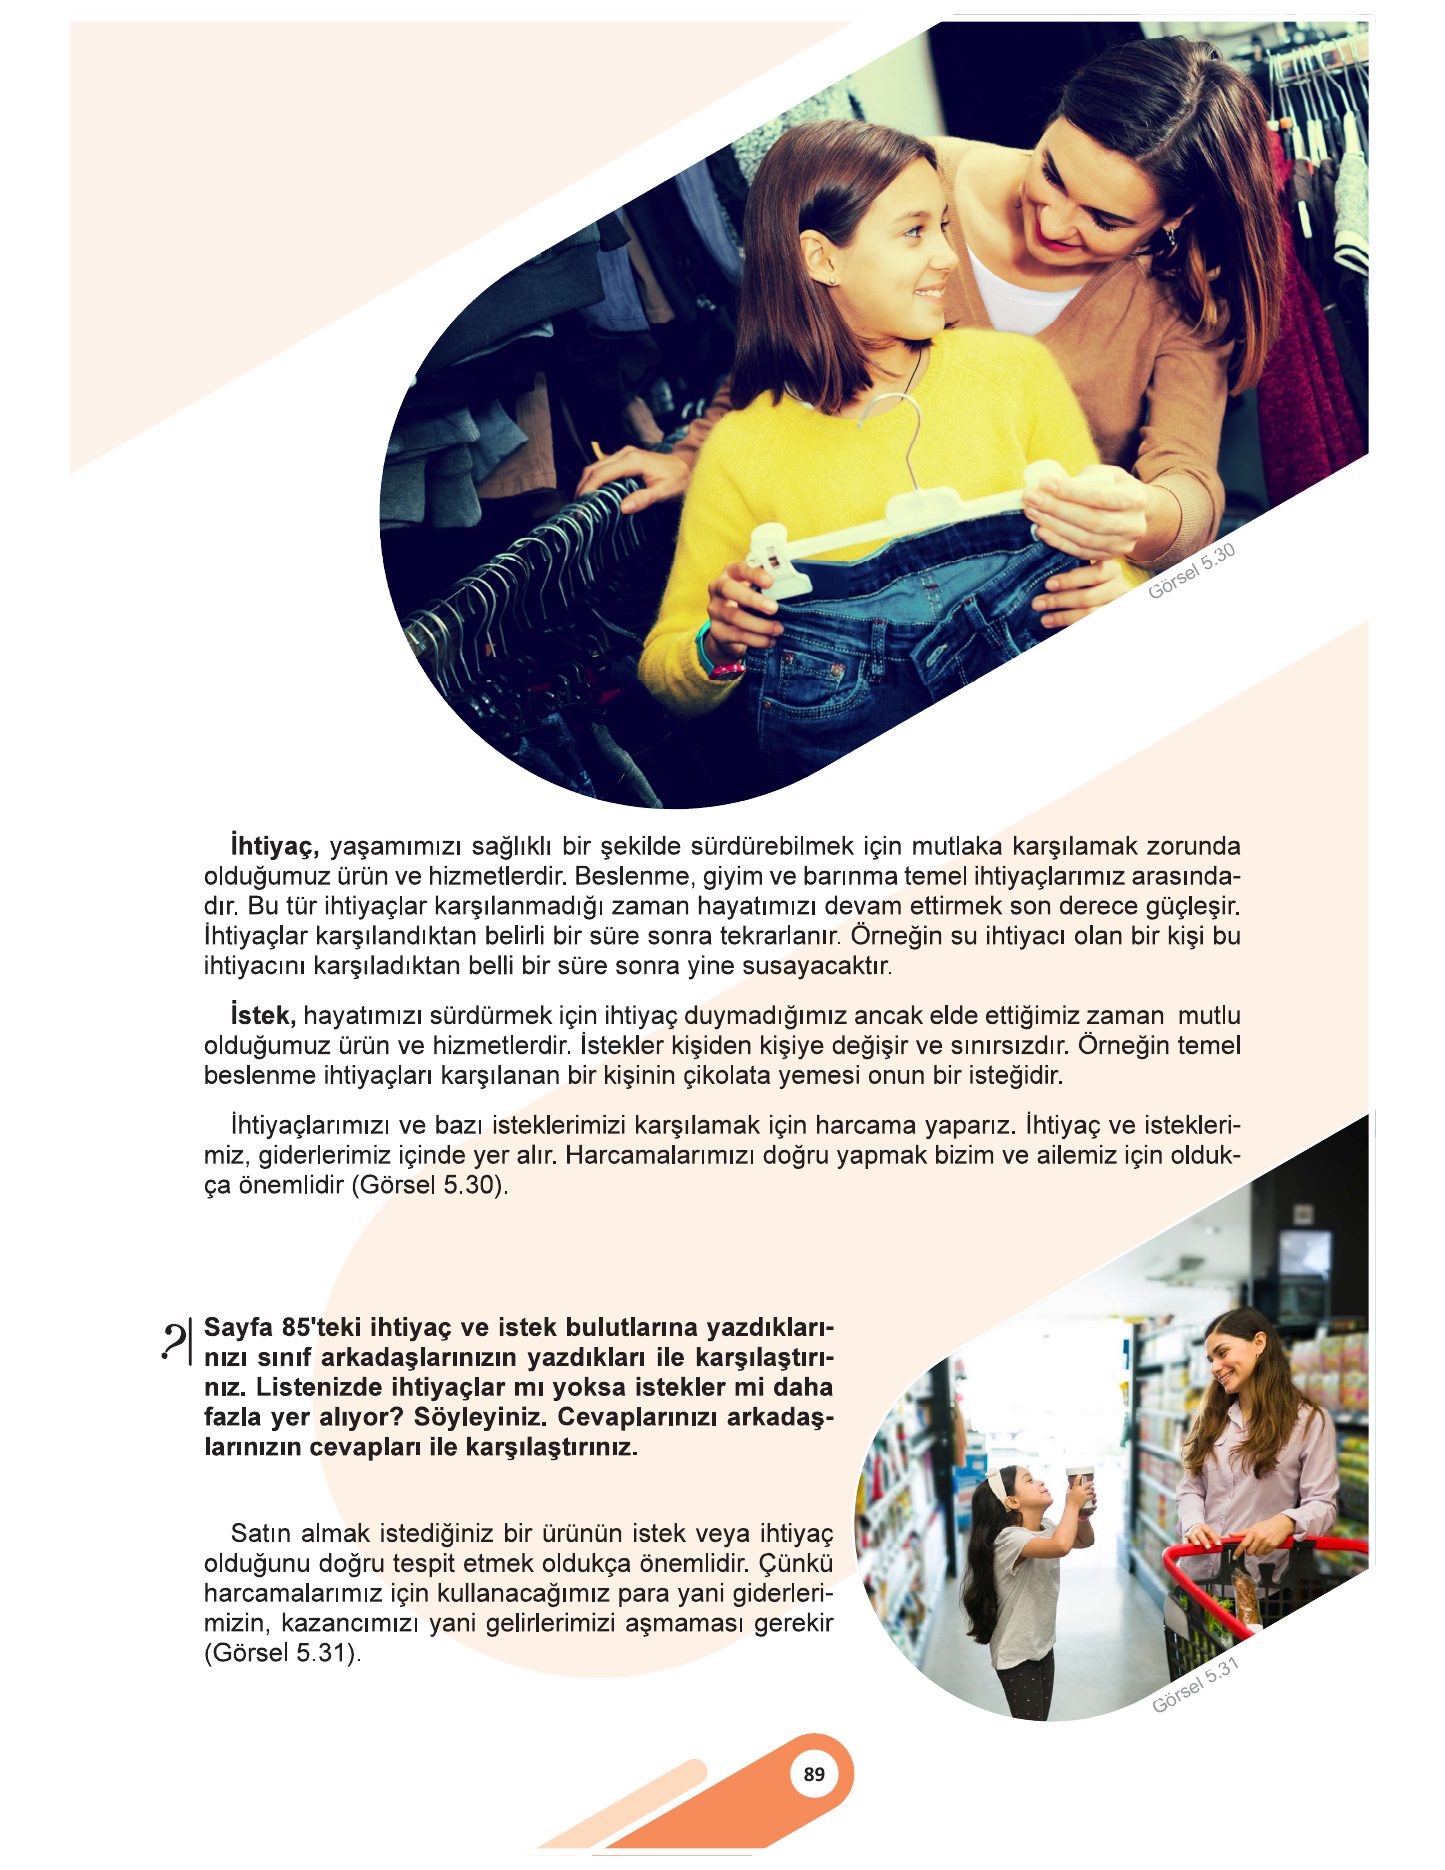 Görsel 5.30
İhtiyaç, yaşamımızı sağlıklı bir şekilde sürdürebilmek için mutlaka karşılamak zorunda
olduğumuz ürün ve hizmetlerdir. Beslenme, giyim ve barınma temel ihtiyaçlarımız arasında-
dır. Bu tür ihtiyaçlar karşılanmadığı zaman hayatımızı devam ettirmek son derece güçleşir.
İhtiyaçlar karşılandıktan belirli bir süre sonra tekrarlanır. Örneğin su ihtiyacı olan bir kişi bu
ihtiyacını karşıladıktan belli bir süre sonra yine susayacaktır.
İstek, hayatımızı sürdürmek için ihtiyaç duymadığımız ancak elde ettiğimiz zaman mutlu
olduğumuz ürün ve hizmetlerdir. İstekler kişiden kişiye değişir ve sınırsızdır. Örneğin temel
beslenme ihtiyaçları karşılanan bir kişinin çikolata yemesi onun bir isteğidir.
İhtiyaçlarımızı ve bazı isteklerimizi karşılamak için harcama yaparız. İhtiyaç ve istekleri-
miz, giderlerimiz içinde yer alır. Harcamalarımızı doğru yapmak bizim ve ailemiz için olduk-
ça önemlidir (Görsel 5.30).
Sayfa 85'teki ihtiyaç ve istek bulutlarına yazdıkları-
nızı sınıf arkadaşlarınızın yazdıkları ile karşılaştırı-
nız. Listenizde ihtiyaçlar mı yoksa istekler mi daha
fazla yer alıyor? Söyleyiniz. Cevaplarınızı arkadaş-
larınızın cevapları ile karşılaştırınız.
Satın almak istediğiniz bir ürünün istek veya ihtiyaç
olduğunu doğru tespit etmek oldukça önemlidir. Çünkü
harcamalarımız için kullanacağımız para yani giderleri-
mizin, kazancımızı yani gelirlerimizi aşmaması gerekir
(Görsel 5.31).
Görsel 5.31
89